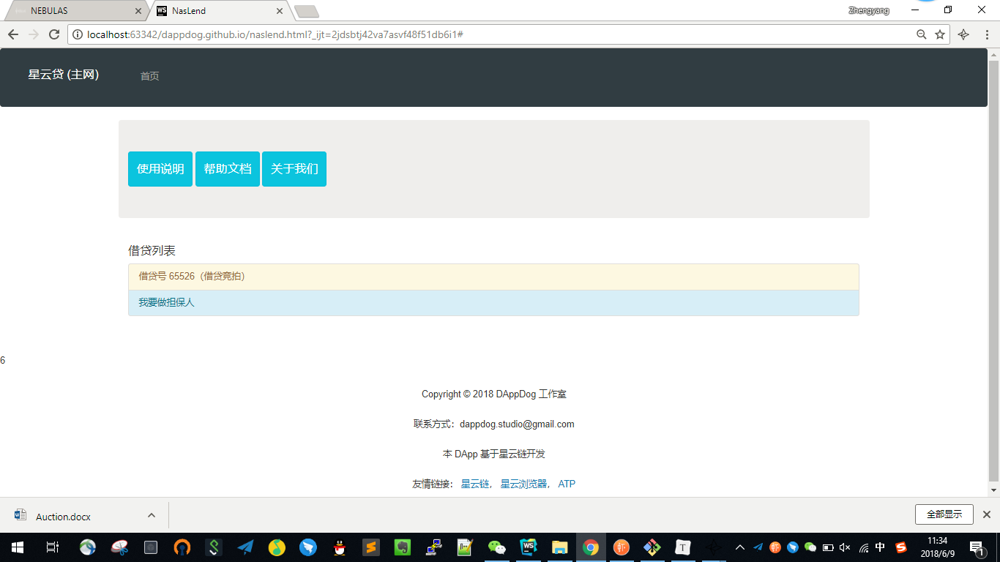 NEBULAS
NasLend
Zhengyang
localhost:63342/dappdog.github.io/naslend.html?_ijt=2jdsbtj42va7asvf48f51db6i1#
星云贷 (主网)
首页
使用说明 帮助文档 关于我们
借贷列表
借贷号 65526（借贷竞拍）
我要做担保人
6
Copyright © 2018 DAppDog 工作室
联系方式：dappdog.studio@gmail.com
本 DApp 基于星云链开发
友情链接： 星云链， 星云浏览器， ATP
Auction.docx
全部显示
中
11:34
2018/6/9
1